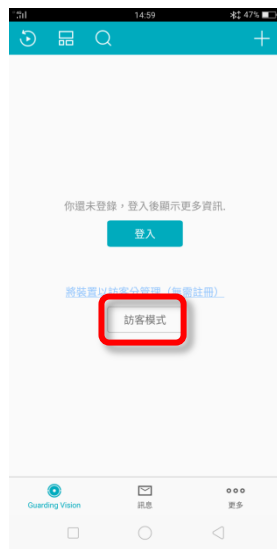 14:59 47%
你還未登錄，登入後顯示更多資訊.
登入
將裝置以訪客分管理（無需註冊）
訪客模式
Guarding Vision 訊息 更多